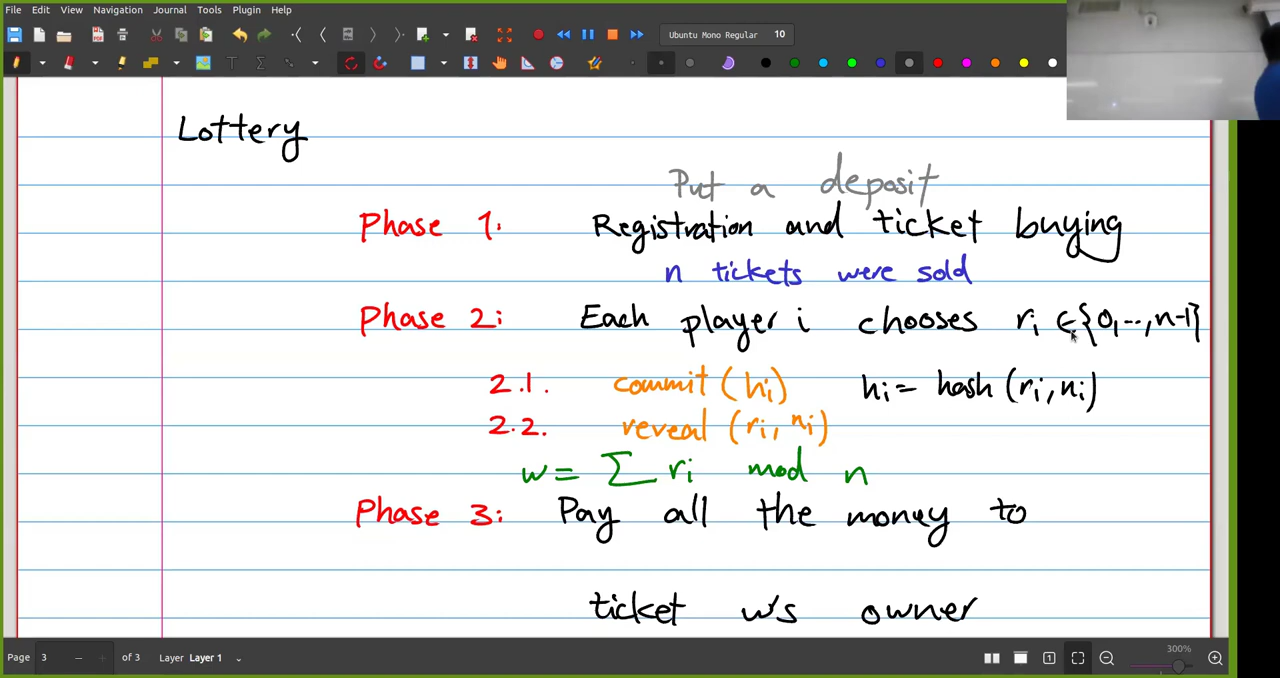 File Edit View Navigation Journal Tools Plugin Help
Ubuntu Mono Regular 10
Lottery
Put a deposit
Phase 1: Registration and ticket buying
n tickets were sold
Phase 2: Each player i chooses ri ∈ {0,...,n-1}
2.1. commit (hi) hi = hash (ri, ni)
2.2. reveal (ri, ni)
w = ∑ ri mod n
Phase 3: Pay all the money to
ticket w's owner
Page 3 of 3 Layer Layer 1 1 300%